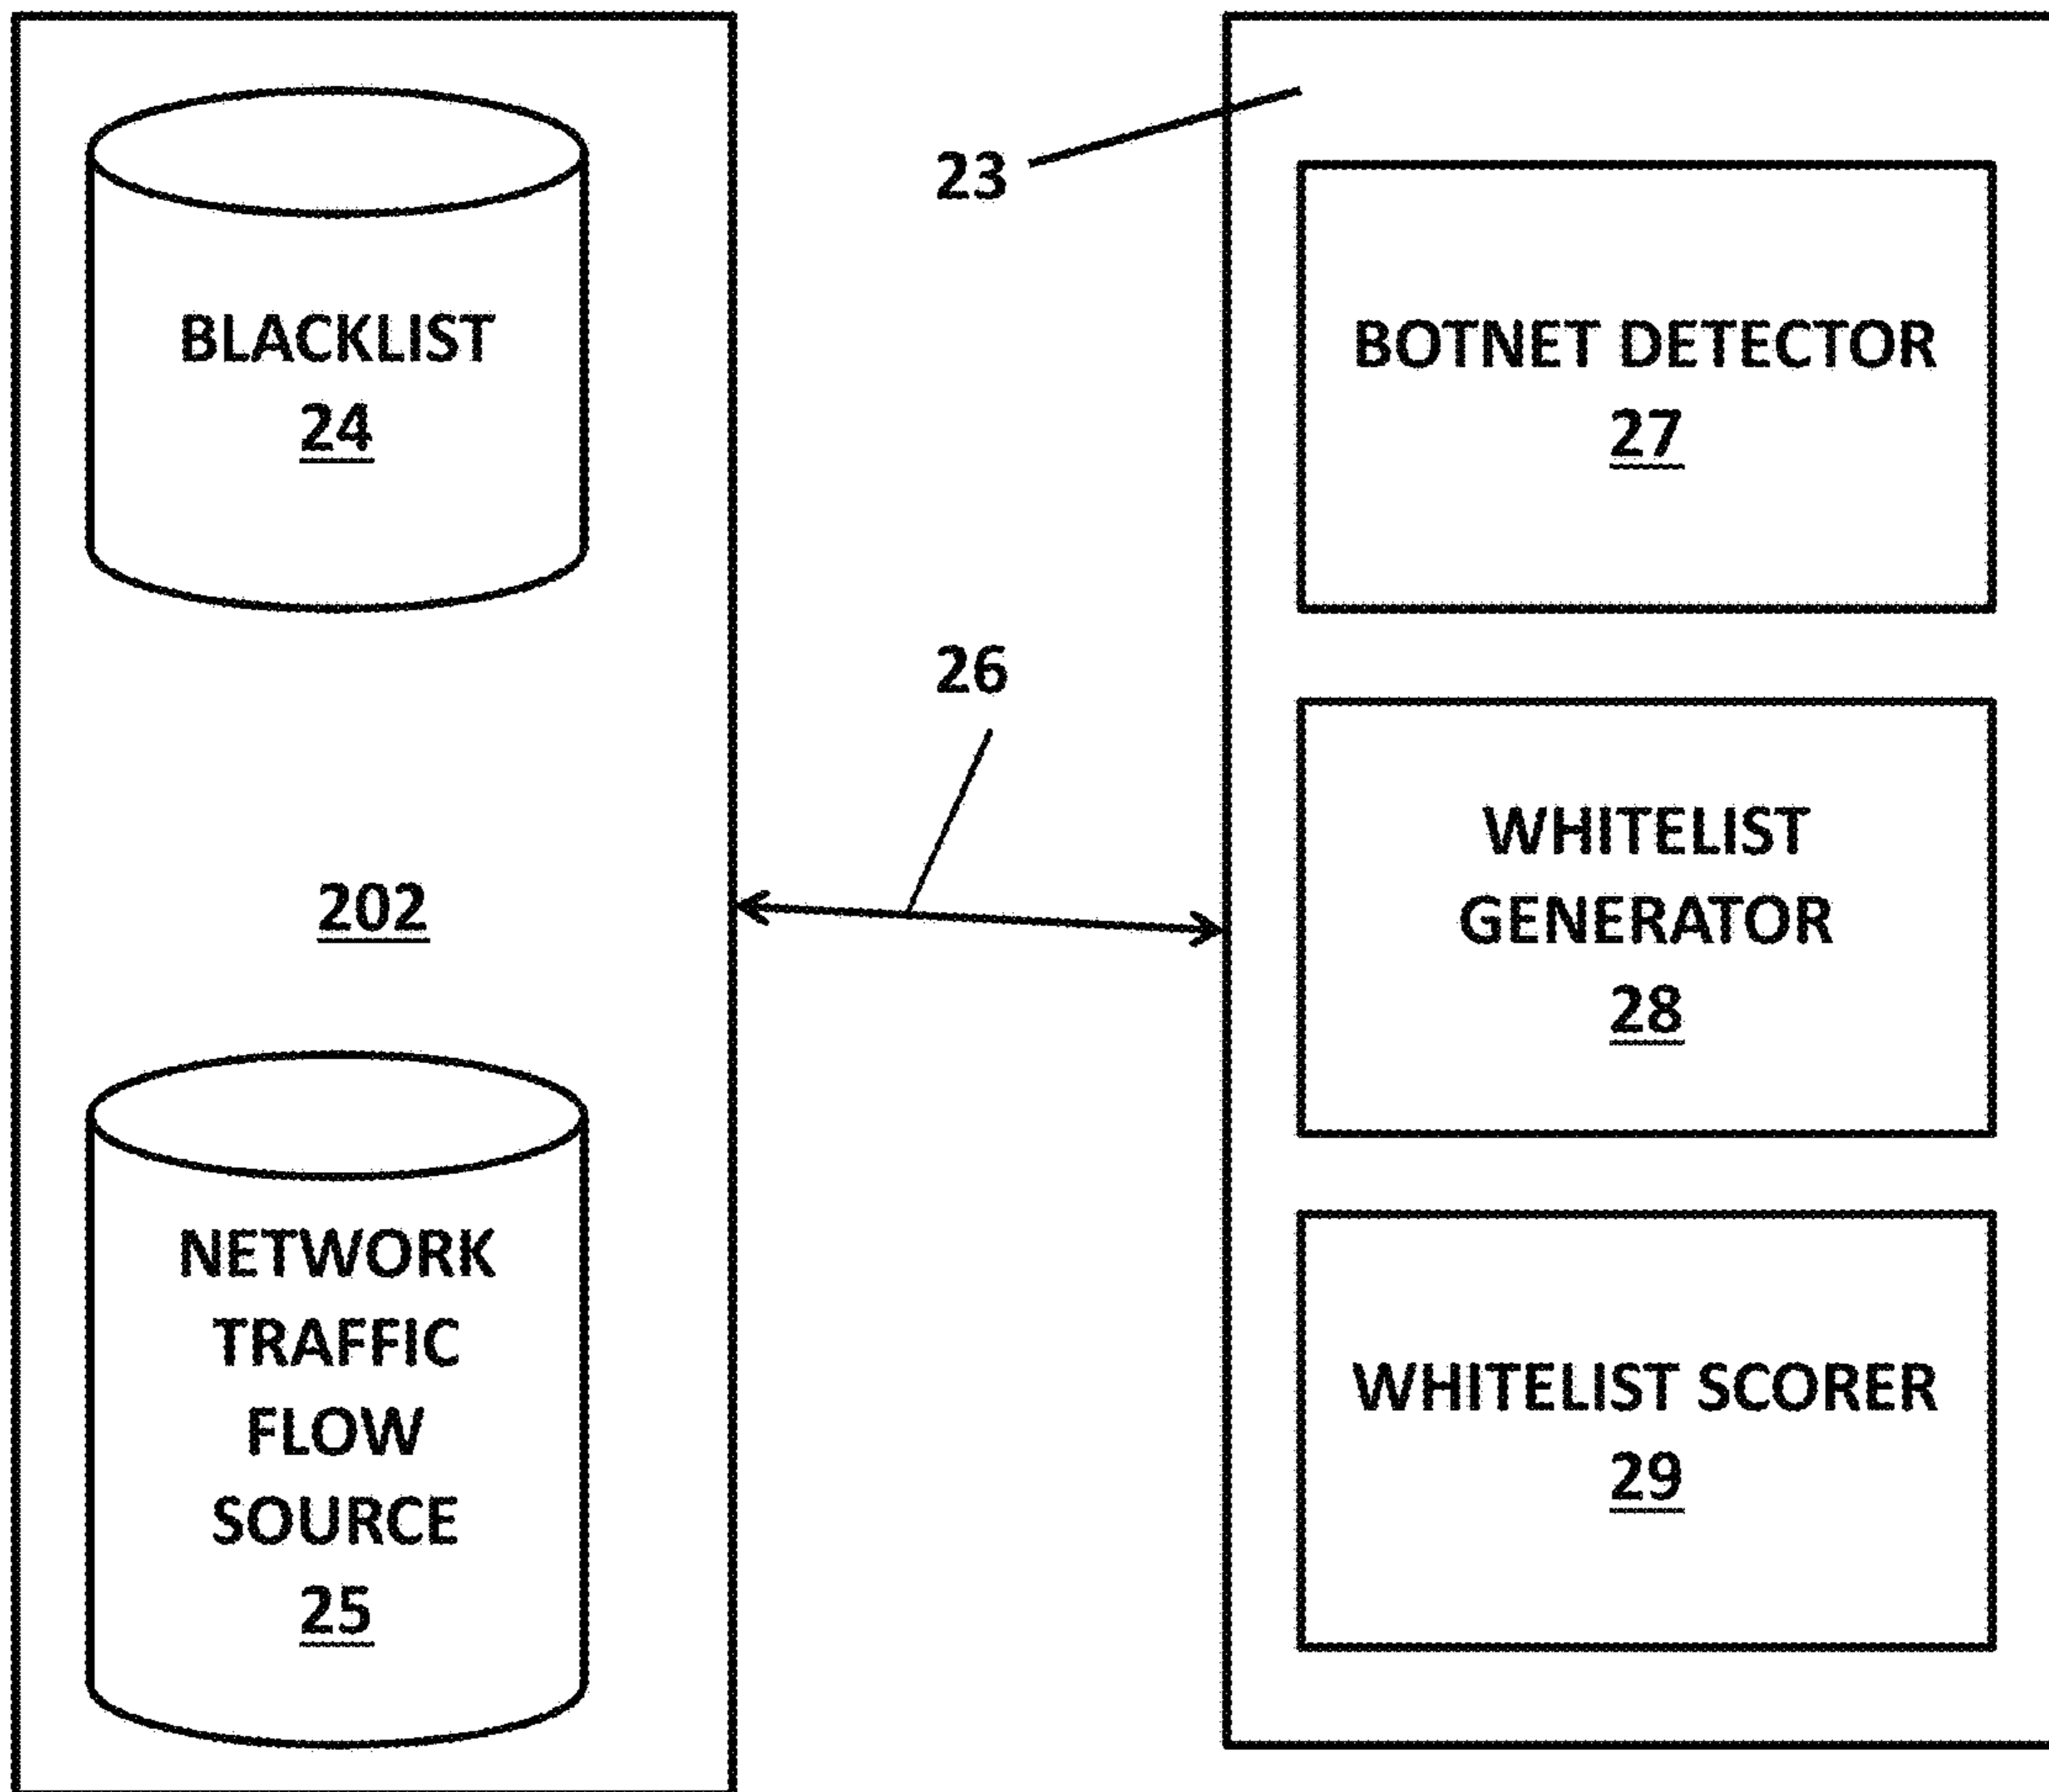 BLACKLIST
24
202
NETWORK
TRAFFIC
FLOW
SOURCE
25
23
26
BOTNET DETECTOR
27
WHITELIST
GENERATOR
28
WHITELIST SCORER
29